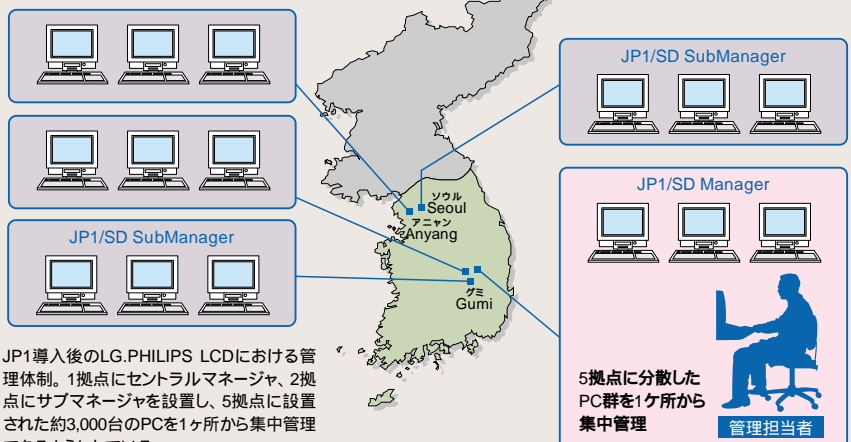 JP1/SD SubManager
JP1/SD SubManager
JP1/SD Manager
ソウル
Seoul
アニャン
Anyang
グミ
Gumi
5拠点に分散した
PC群を1ケ所から
集中管理
管理担当者
JP1導入後のLG.PHILIPS LCDにおける管
理体制。1拠点にセントラルマネージャ、2拠
点にサブマネージャを設置し、5拠点に設置
された約3,000台のPCを1ヶ所から集中管理